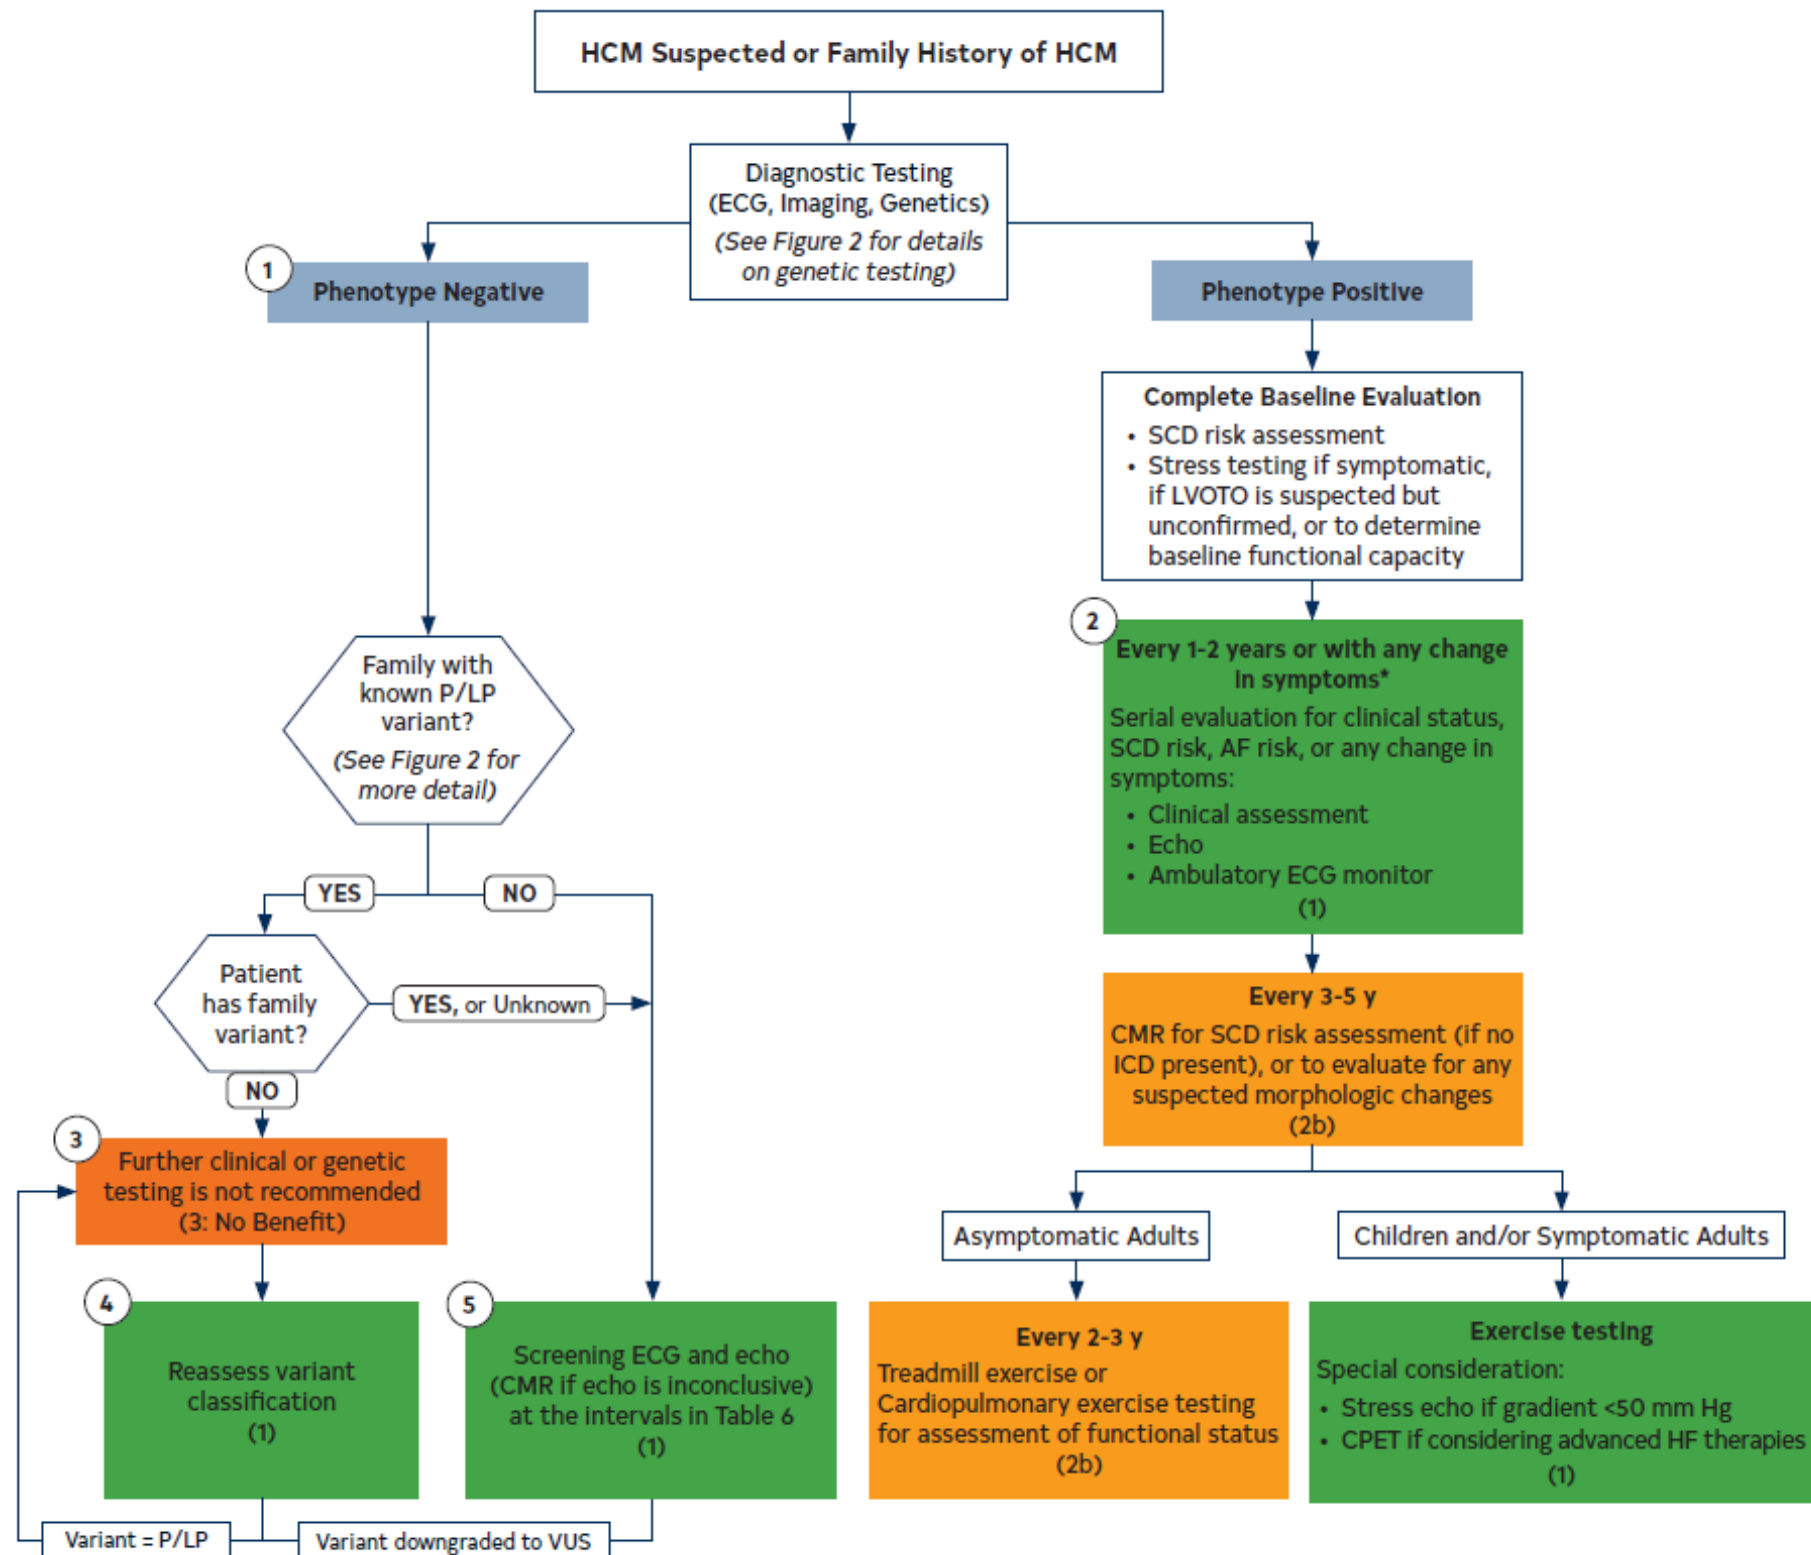 HCM Suspected or Family History of HCM
Diagnostic Testing
(ECG, Imaging, Genetics)
(See Figure 2 for details
on genetic testing)
1
Phenotype Negative
Phenotype Positive
Complete Baseline Evaluation
• SCD risk assessment
• Stress testing if symptomatic,
if LVOTO is suspected but
unconfirmed, or to determine
baseline functional capacity
Family with
known P/LP
variant?
(See Figure 2 for
more detail)
2
Every 1-2 years or with any change
in symptoms*
Serial evaluation for clinical status,
SCD risk, AF risk, or any change in
symptoms:
• Clinical assessment
• Echo
• Ambulatory ECG monitor
(1)
YES
NO
Patient
has family
variant?
YES, or Unknown
NO
Every 3-5 y
CMR for SCD risk assessment (if no
ICD present), or to evaluate for any
suspected morphologic changes
(2b)
3
Further clinical or genetic
testing is not recommended
(3: No Benefit)
Asymptomatic Adults
Children and/or Symptomatic Adults
4
Reassess variant
classification
(1)
5
Screening ECG and echo
(CMR if echo is inconclusive)
at the intervals in Table 6
(1)
Every 2-3 y
Treadmill exercise or
Cardiopulmonary exercise testing
for assessment of functional status
(2b)
Exercise testing
Special consideration:
• Stress echo if gradient <50 mm Hg
• CPET if considering advanced HF therapies
(1)
Variant = P/LP
Variant downgraded to VUS